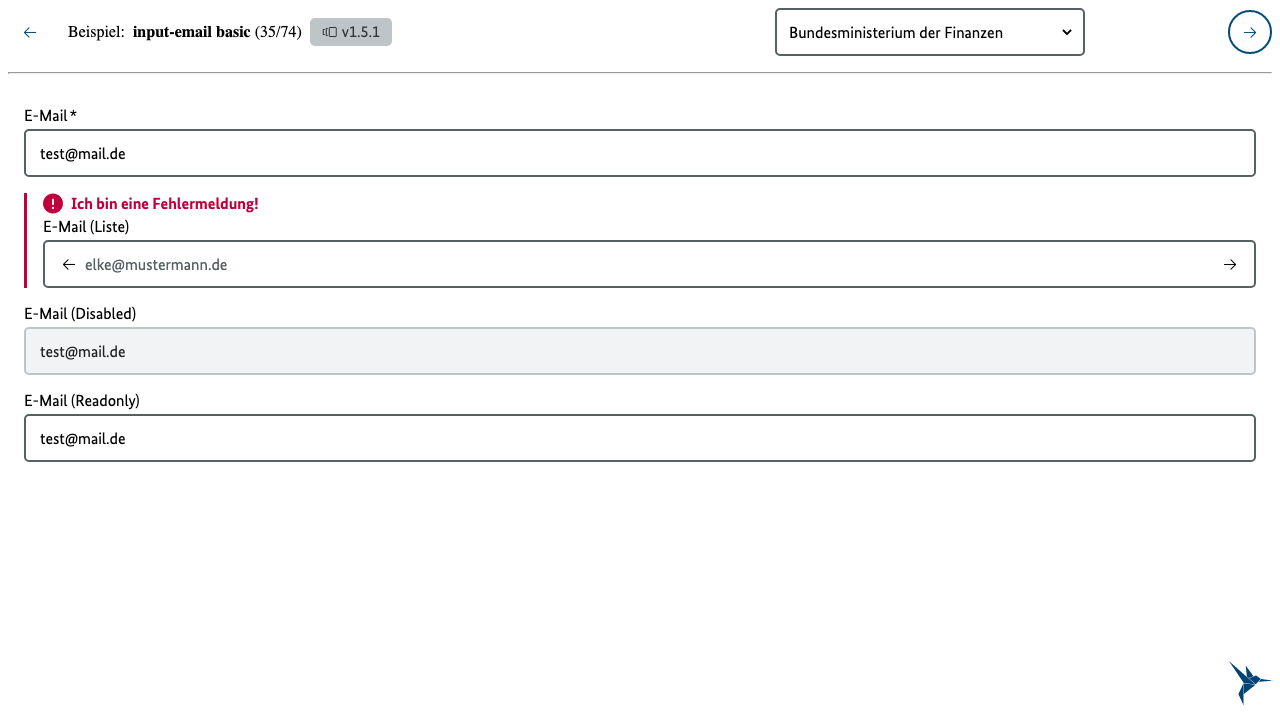 Beispiel: input-email basic (35/74) v1.5.1 Bundesministerium der Finanzen
E-Mail*
test@mail.de
Ich bin eine Fehlermeldung!
E-Mail (Liste)
elke@mustermann.de
E-Mail (Disabled)
test@mail.de
E-Mail (Readonly)
test@mail.de